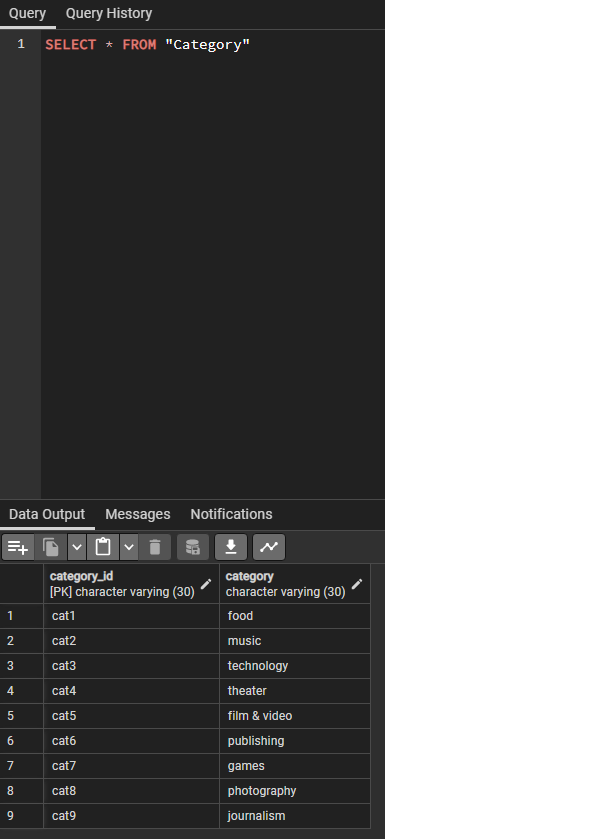 Query Query History
1 SELECT * FROM "Category"
Data Output Messages Notifications
category_id category
[PK] character varying (30) character varying (30)
1 cat1 food
2 cat2 music
3 cat3 technology
4 cat4 theater
5 cat5 film & video
6 cat6 publishing
7 cat7 games
8 cat8 photography
9 cat9 journalism